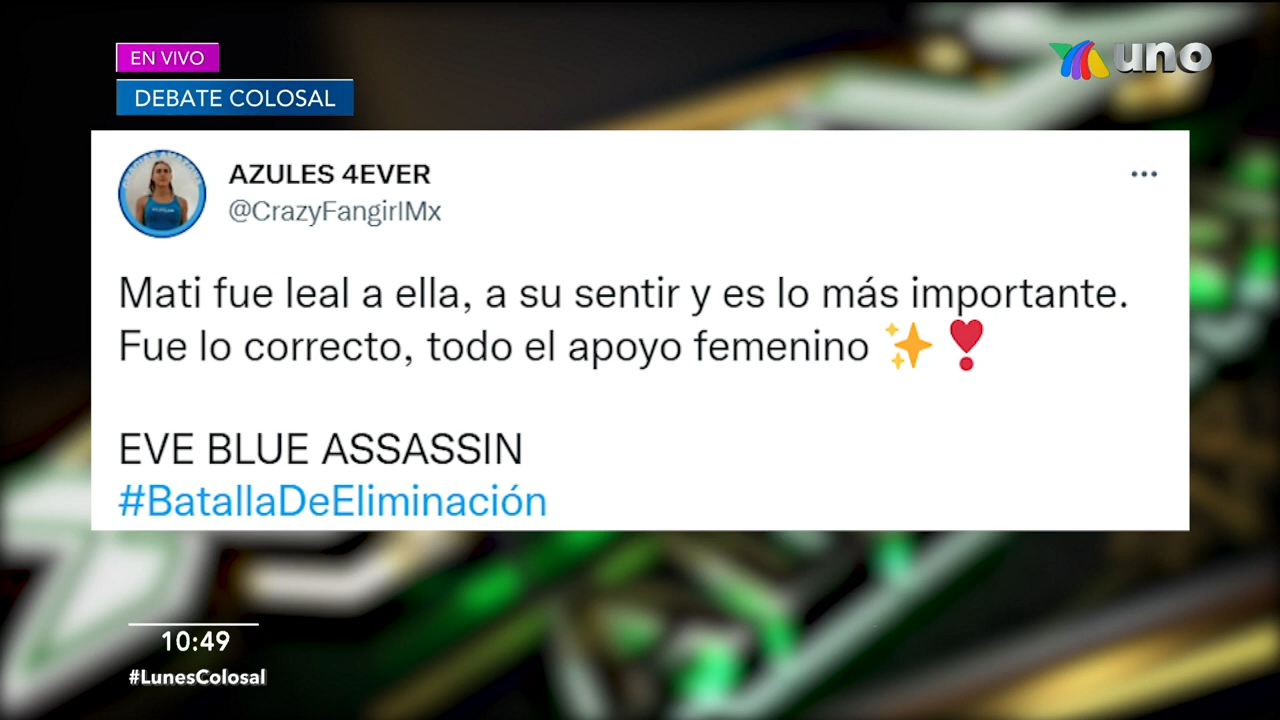 EN VIVO
DEBATE COLOSAL
uno
AZULES 4EVER
@CrazyFangirlMx
Mati fue leal a ella, a su sentir y es lo más importante.
Fue lo correcto, todo el apoyo femenino ✨❣️
EVE BLUE ASSASSIN
#BatallaDeEliminación
10:49
#LunesColosal